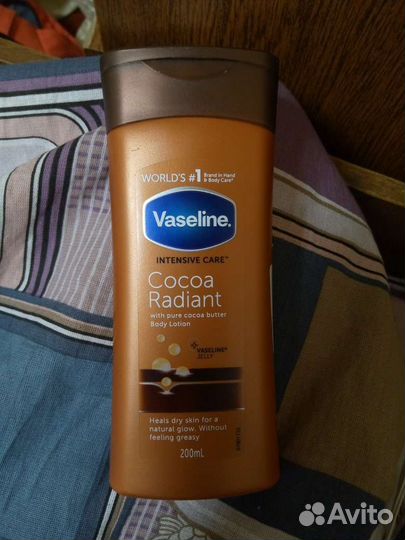 WORLD'S #1 Brand in Hand & Body Care*
Vaseline.
INTENSIVE CARE™
Cocoa
Radiant
with pure cocoa butter
Body Lotion
VASELINE®
JELLY
Heals dry skin for a
natural glow. Without
feeling greasy
200mL
Avito